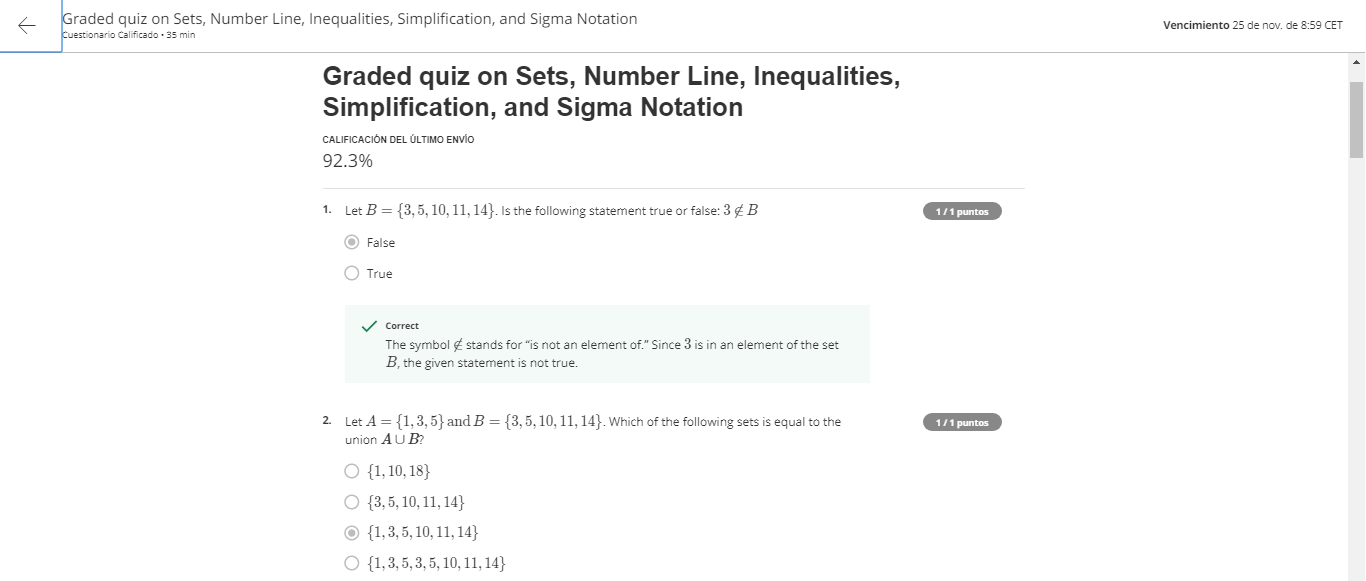 Graded quiz on Sets, Number Line, Inequalities, Simplification, and Sigma Notation
Cuestionario Calificado • 35 min
Vencimiento 25 de nov. de 8:59 CET
Graded quiz on Sets, Number Line, Inequalities,
Simplification, and Sigma Notation
CALIFICACIÓN DEL ÚLTIMO ENVÍO
92.3%
1. Let B = {3, 5, 10, 11, 14}. Is the following statement true or false: 3 ∉ B
1 / 1 puntos
False
True
Correct
The symbol ∉ stands for “is not an element of.” Since 3 is in an element of the set
B, the given statement is not true.
2. Let A = {1, 3, 5} and B = {3, 5, 10, 11, 14}. Which of the following sets is equal to the
union A ∪ B?
1 / 1 puntos
{1, 10, 18}
{3, 5, 10, 11, 14}
{1, 3, 5, 10, 11, 14}
{1, 3, 5, 3, 5, 10, 11, 14}